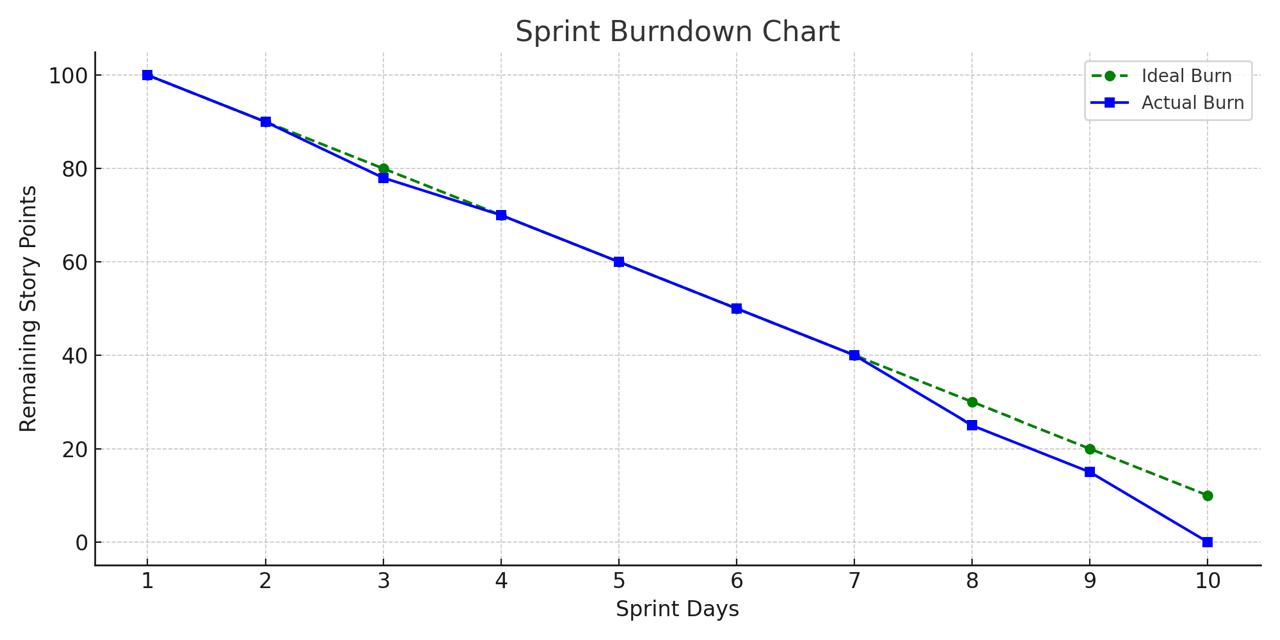 Sprint Burndown Chart
Ideal Burn
Actual Burn
Remaining Story Points
100
80
60
40
20
0
1 2 3 4 5 6 7 8 9 10
Sprint Days